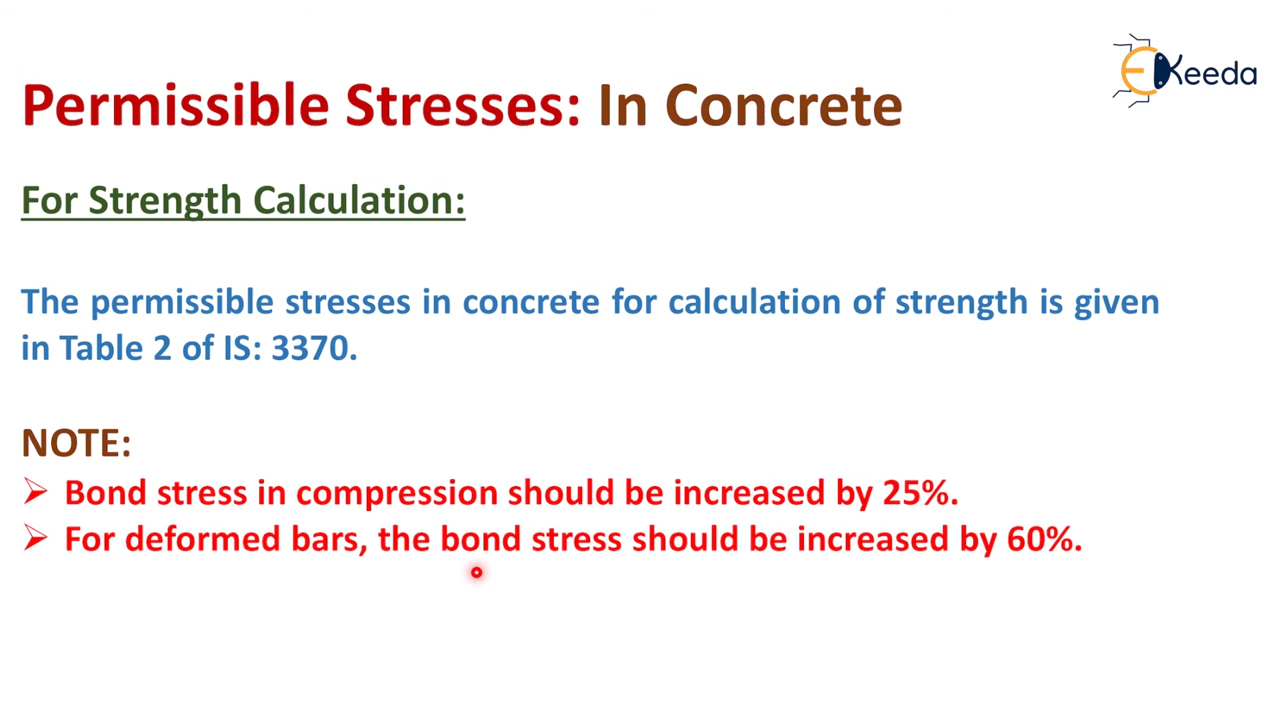 EKeeda
Permissible Stresses: In Concrete
For Strength Calculation:
The permissible stresses in concrete for calculation of strength is given
in Table 2 of IS: 3370.
NOTE:
➢ Bond stress in compression should be increased by 25%.
➢ For deformed bars, the bond stress should be increased by 60%.